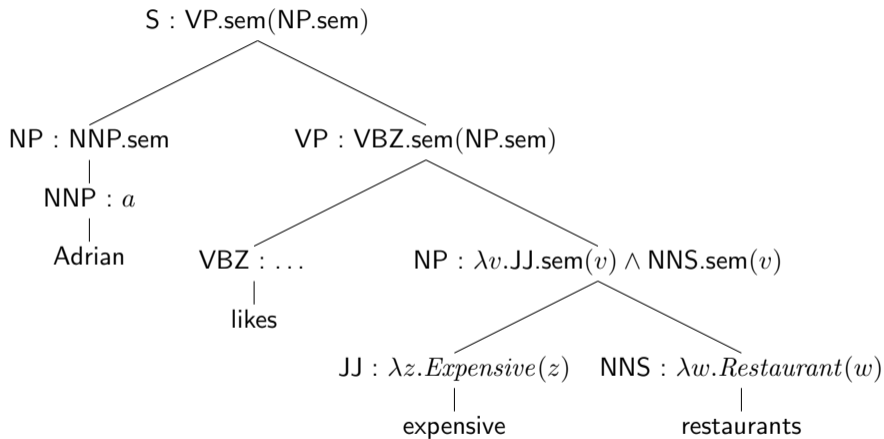 S : VP.sem(NP.sem)
NP : NNP.sem
VP : VBZ.sem(NP.sem)
NNP : a
Adrian
VBZ : ...
NP : λv.JJ.sem(v) ∧ NNS.sem(v)
likes
JJ : λz.Expensive(z)
NNS : λw.Restaurant(w)
expensive
restaurants